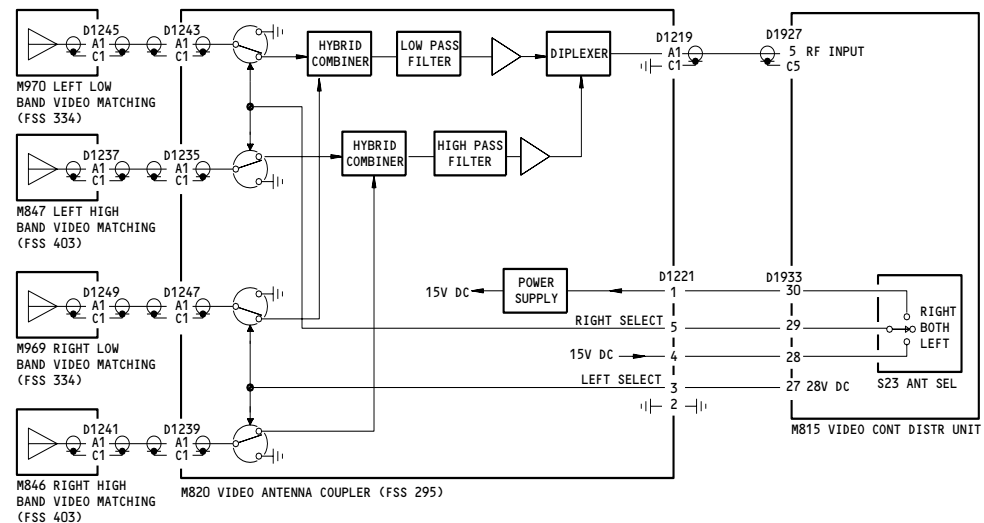 D1245
A1
C1
D1243
A1
C1
M970 LEFT LOW
BAND VIDEO MATCHING
(FSS 334)
HYBRID
COMBINER
LOW PASS
FILTER
DIPLEXER
D1219
A1
C1
D1927
5 RF INPUT
C5
D1237
A1
C1
D1235
A1
C1
M847 LEFT HIGH
BAND VIDEO MATCHING
(FSS 403)
HYBRID
COMBINER
HIGH PASS
FILTER
D1249
A1
C1
D1247
A1
C1
M969 RIGHT LOW
BAND VIDEO MATCHING
(FSS 334)
15V DC
POWER
SUPPLY
D1221
1
D1933
30
RIGHT SELECT
5
29
15V DC
4
28
LEFT SELECT
3
27 28V DC
2
RIGHT
BOTH
LEFT
S23 ANT SEL
M815 VIDEO CONT DISTR UNIT
D1241
A1
C1
D1239
A1
C1
M846 RIGHT HIGH
BAND VIDEO MATCHING
(FSS 403)
M820 VIDEO ANTENNA COUPLER (FSS 295)